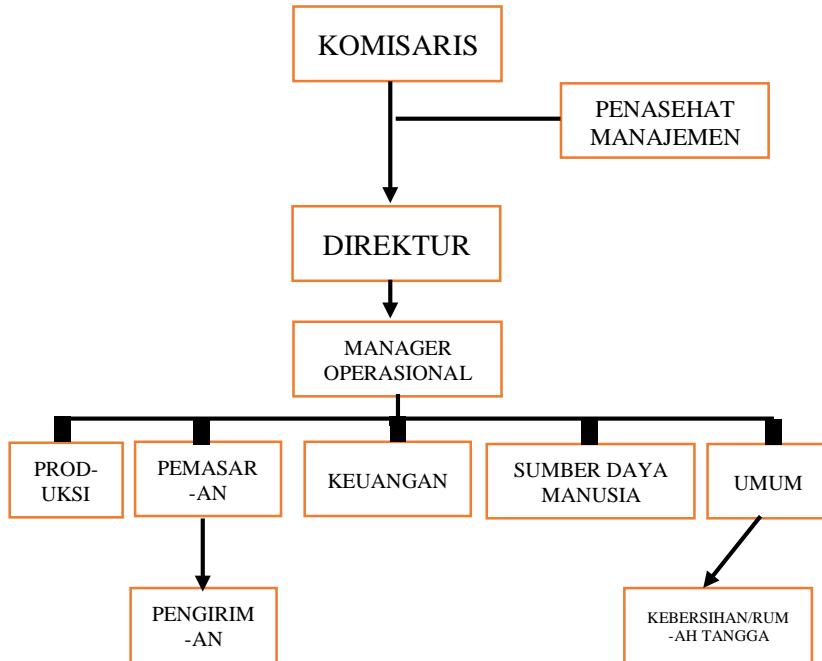 KOMISARIS
PENASEHAT
MANAJEMEN
DIREKTUR
MANAGER
OPERASIONAL
PROD-
UKSI
PEMASAR
-AN
KEUANGAN
SUMBER DAYA
MANUSIA
UMUM
PENGIRIM
-AN
KEBERSIHAN/RUM
-AH TANGGA